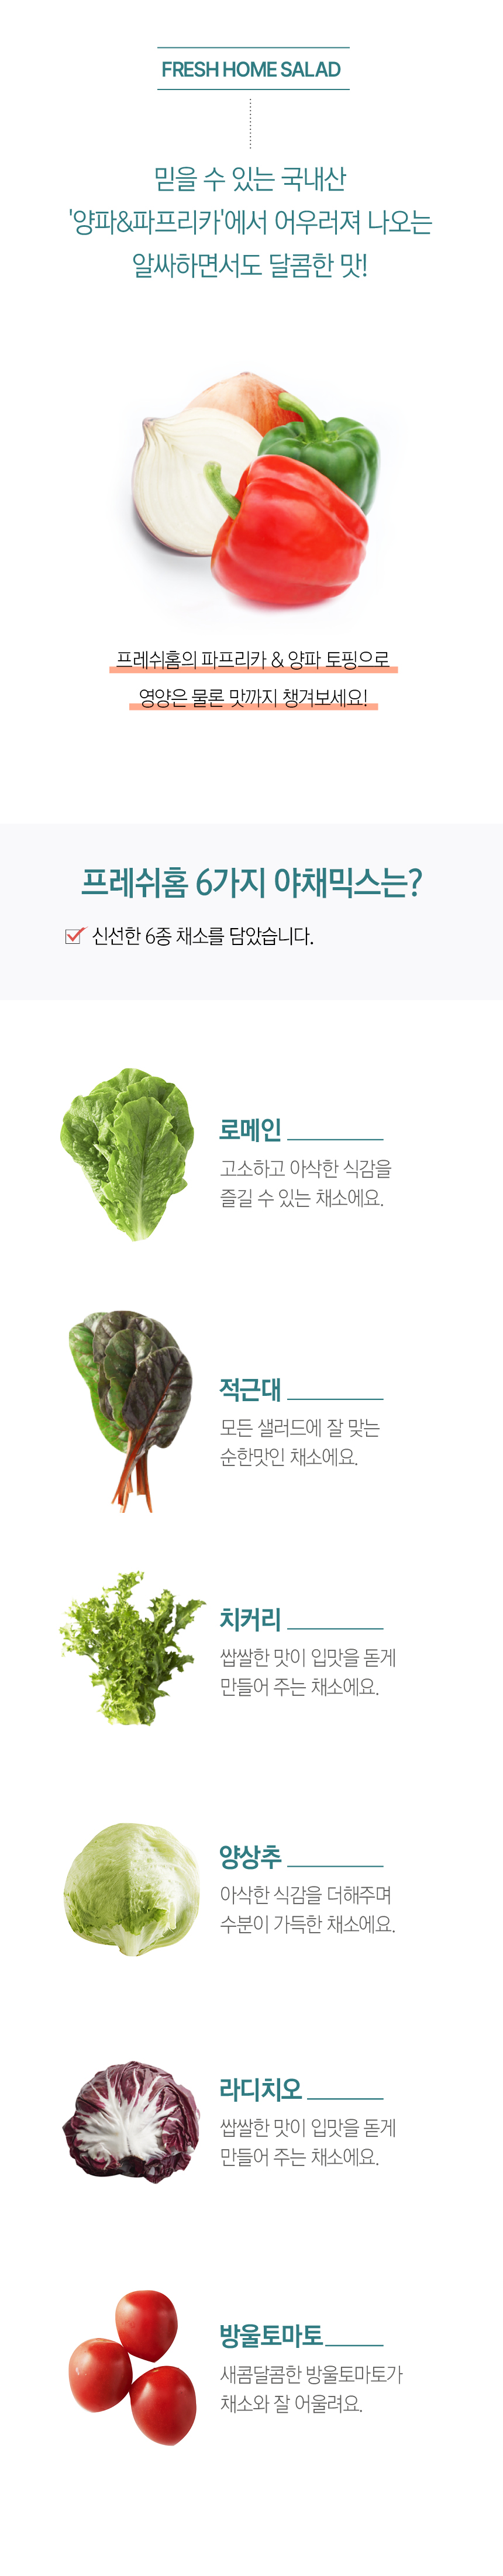 FRESH HOME SALAD
믿을 수 있는 국내산
'양파&파프리카'에서 어우러져 나오는
알싸하면서도 달콤한 맛!
프레쉬홈의 파프리카 & 양파 토핑으로
영양은 물론 맛까지 챙겨보세요!
프레쉬홈 6가지 야채믹스는?
신선한 6종 채소를 담았습니다.
로메인
고소하고 아삭한 식감을
즐길 수 있는 채소에요.
적근대
모든 샐러드에 잘 맞는
순한맛인 채소에요.
치커리
쌉쌀한 맛이 입맛을 돋게
만들어 주는 채소에요.
양상추
아삭한 식감을 더해주며
수분이 가득한 채소에요.
라디치오
쌉쌀한 맛이 입맛을 돋게
만들어 주는 채소에요.
방울토마토
새콤달콤한 방울토마토가
채소와 잘 어울려요.